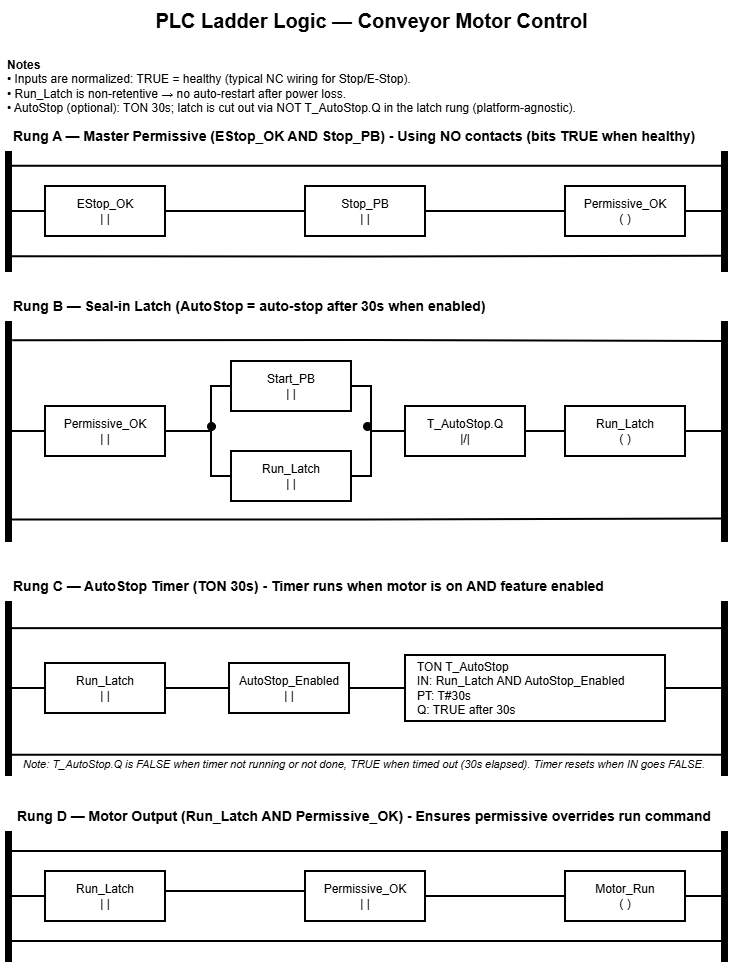 PLC Ladder Logic — Conveyor Motor Control
Notes
• Inputs are normalized: TRUE = healthy (typical NC wiring for Stop/E-Stop).
• Run_Latch is non-retentive → no auto-restart after power loss.
• AutoStop (optional): TON 30s; latch is cut out via NOT T_AutoStop.Q in the latch rung (platform-agnostic).
Rung A — Master Permissive (EStop_OK AND Stop_PB) - Using NO contacts (bits TRUE when healthy)
EStop_OK
| |
Stop_PB
| |
Permissive_OK
( )
Rung B — Seal-in Latch (AutoStop = auto-stop after 30s when enabled)
Permissive_OK
| |
Start_PB
| |
Run_Latch
| |
T_AutoStop.Q
|/|
Run_Latch
( )
Rung C — AutoStop Timer (TON 30s) - Timer runs when motor is on AND feature enabled
Run_Latch
| |
AutoStop_Enabled
| |
TON T_AutoStop
IN: Run_Latch AND AutoStop_Enabled
PT: T#30s
Q: TRUE after 30s
Note: T_AutoStop.Q is FALSE when timer not running or not done, TRUE when timed out (30s elapsed). Timer resets when IN goes FALSE.
Rung D — Motor Output (Run_Latch AND Permissive_OK) - Ensures permissive overrides run command
Run_Latch
| |
Permissive_OK
| |
Motor_Run
( )